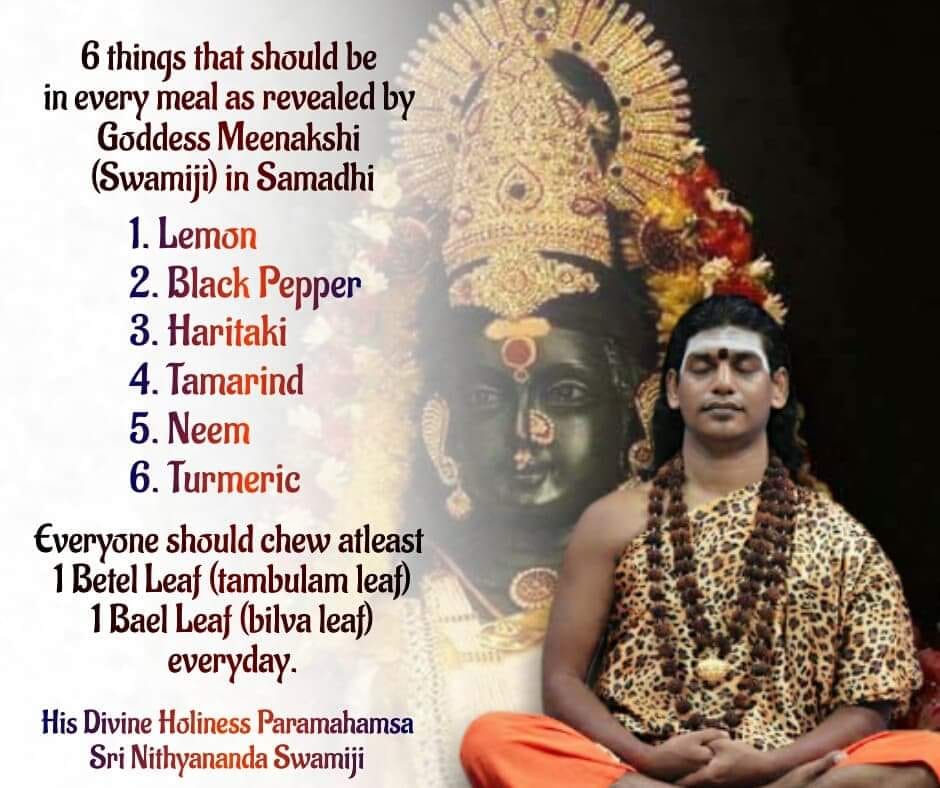 6 things that should be
in every meal as revealed by
Goddess Meenakshi
(Swamiji) in Samadhi
1. Lemon
2. Black Pepper
3. Haritaki
4. Tamarind
5. Neem
6. Turmeric
Everyone should chew atleast
1 Betel Leaf (tambulam leaf)
1 Bael Leaf (bilva leaf)
everyday.
His Divine Holiness Paramahamsa
Sri Nithyananda Swamiji